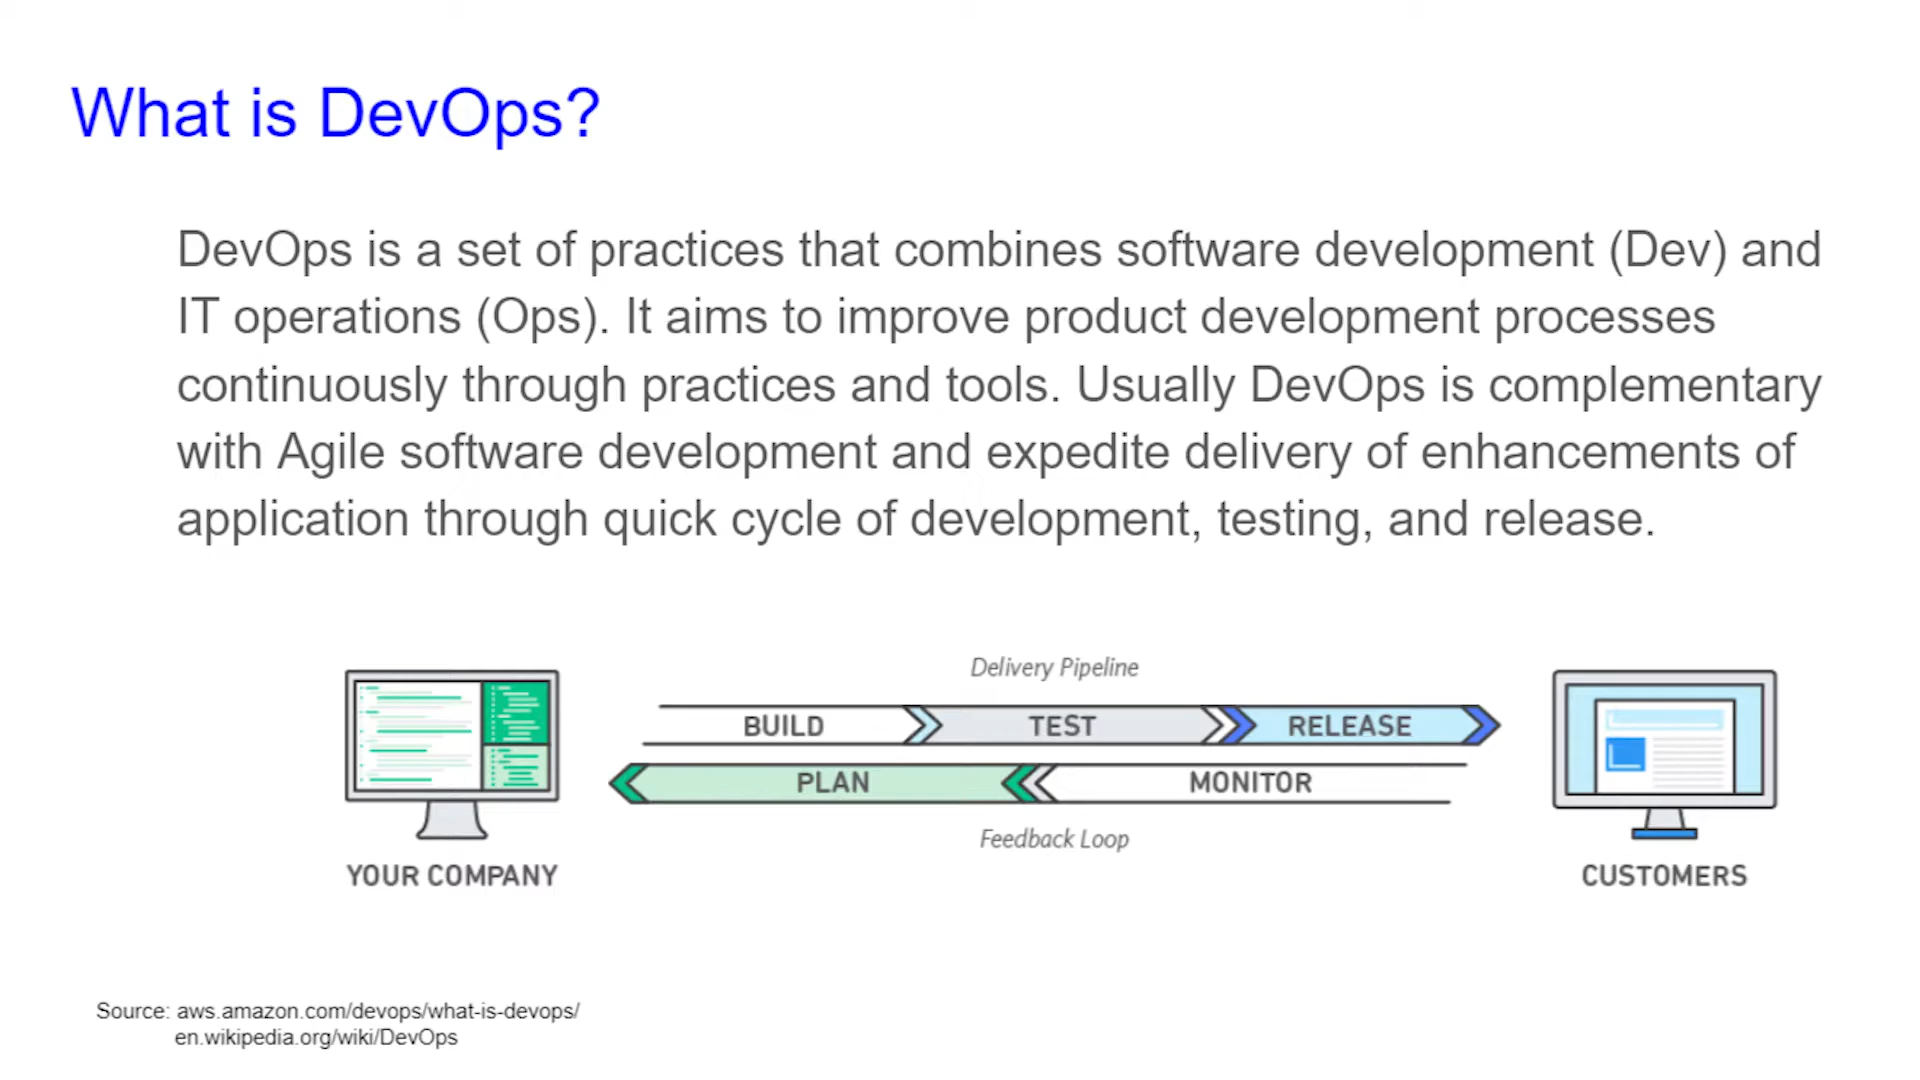 What is DevOps?
DevOps is a set of practices that combines software development (Dev) and
IT operations (Ops). It aims to improve product development processes
continuously through practices and tools. Usually DevOps is complementary
with Agile software development and expedite delivery of enhancements of
application through quick cycle of development, testing, and release.
Delivery Pipeline
BUILD TEST RELEASE
PLAN MONITOR
Feedback Loop
YOUR COMPANY CUSTOMERS
Source: aws.amazon.com/devops/what-is-devops/
en.wikipedia.org/wiki/DevOps